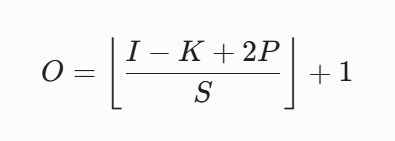 O = ⌊(I − K + 2P) / S⌋ + 1